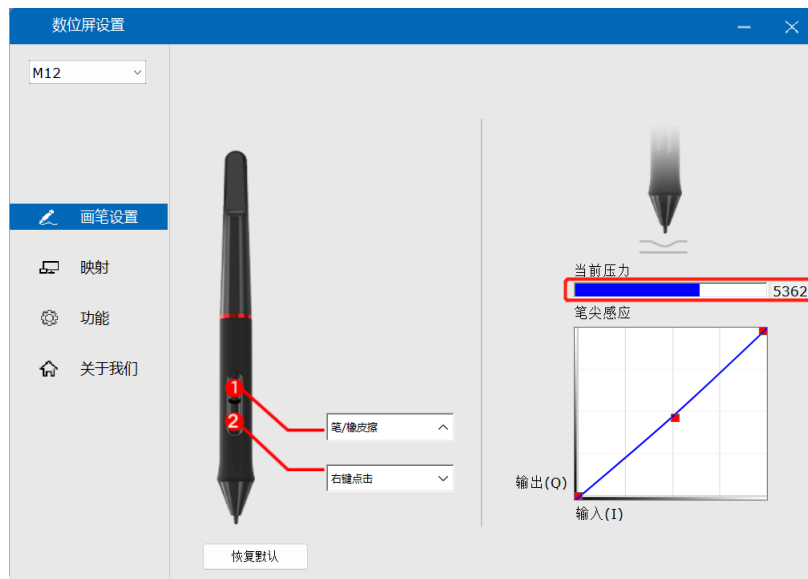 数位屏设置
M12
画笔设置
映射
功能
关于我们
1
2
笔/橡皮擦
右键点击
恢复默认
当前压力
5362
笔尖感应
输出(Q)
输入(I)